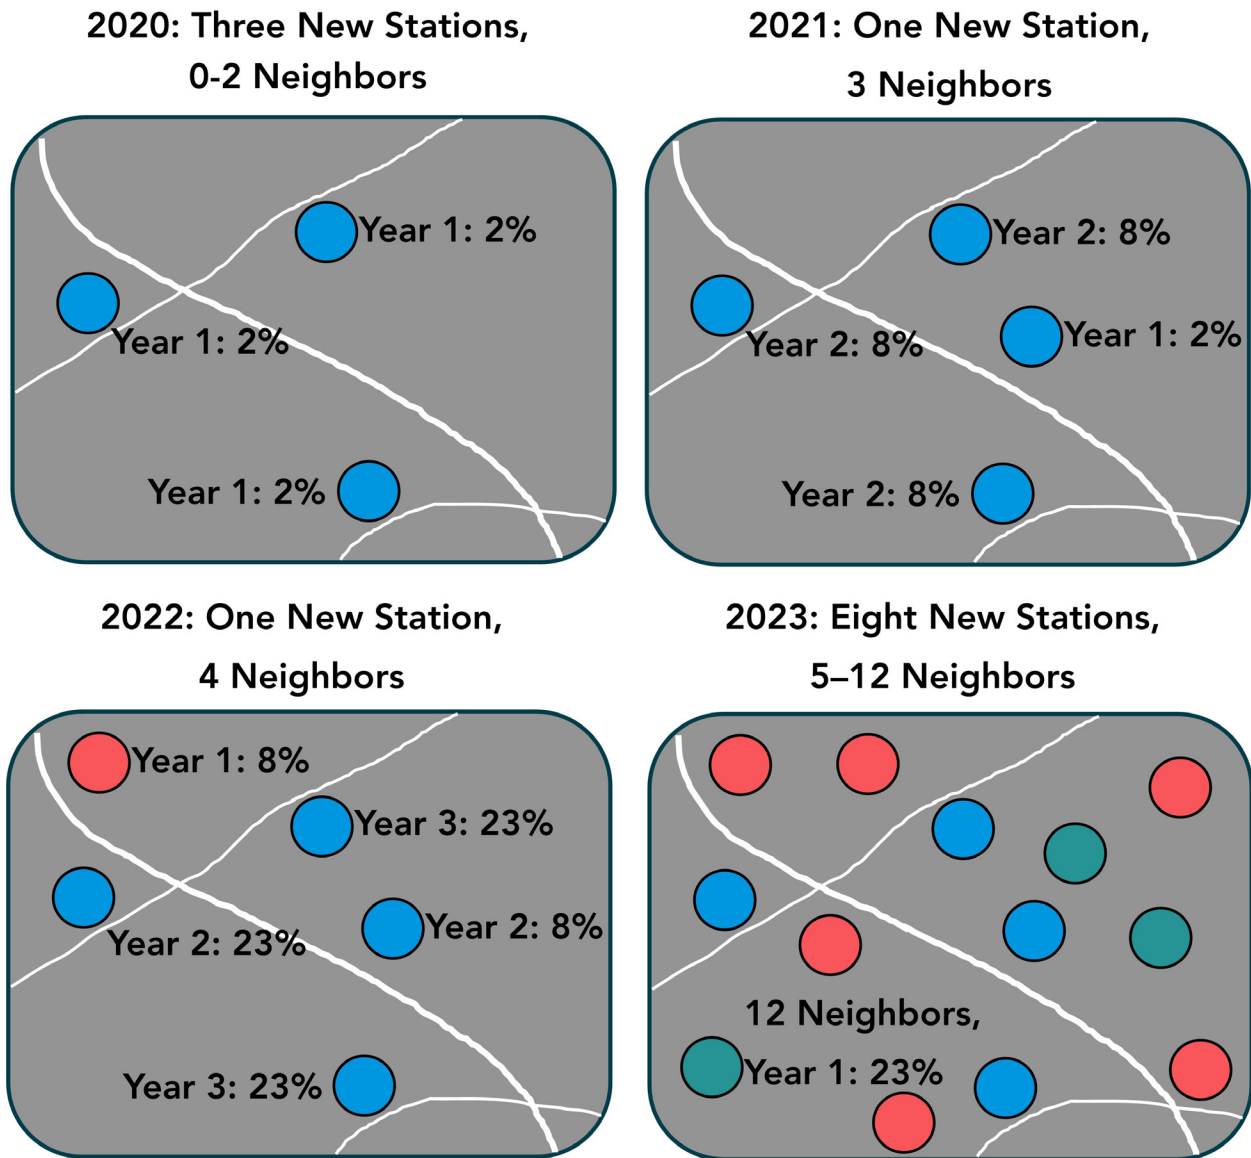 2020: Three New Stations,
0-2 Neighbors
Year 1: 2%
Year 1: 2%
Year 1: 2%
2021: One New Station,
3 Neighbors
Year 2: 8%
Year 1: 2%
Year 2: 8%
Year 2: 8%
2022: One New Station,
4 Neighbors
Year 1: 8%
Year 3: 23%
Year 2: 8%
Year 2: 23%
Year 3: 23%
2023: Eight New Stations,
5–12 Neighbors
12 Neighbors,
Year 1: 23%